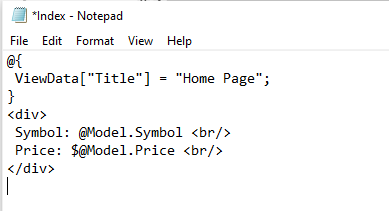 *Index - Notepad
File Edit Format View Help
@{
 ViewData["Title"] = "Home Page";
}
<div>
 Symbol: @Model.Symbol <br/>
 Price: $@Model.Price <br/>
</div>